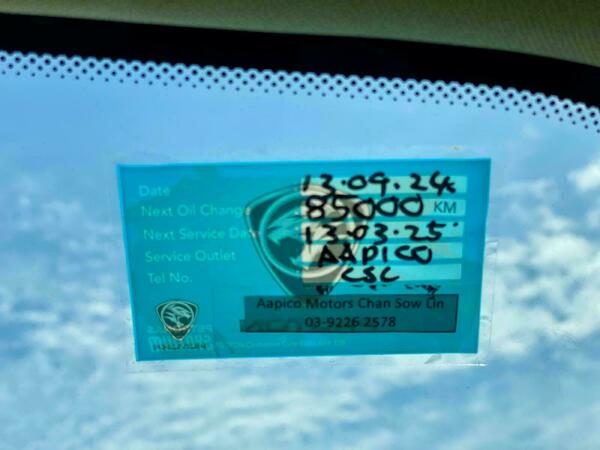 Date 13.09.24
Next Oil Change 85000 KM
Next Service Date 13.03.25
Service Outlet AAPICO
Tel No. CSC
Aapico Motors Chan Sow Lin
03-9226 2578